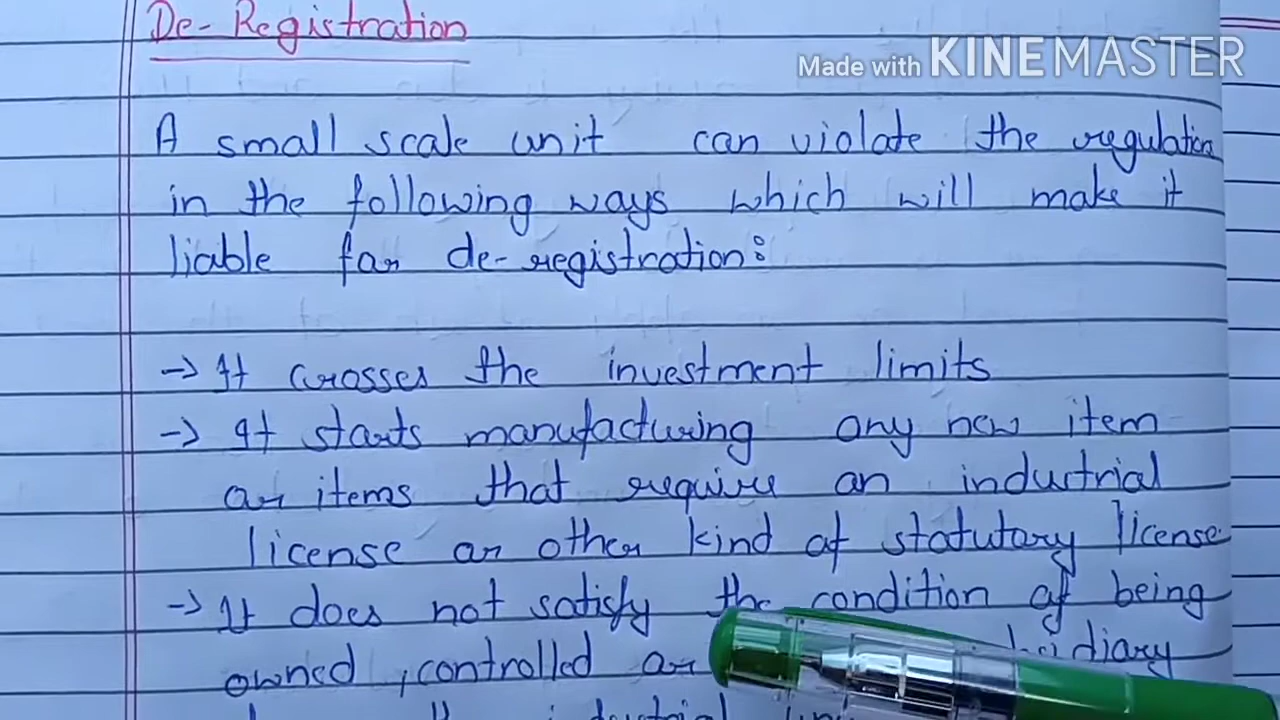 De-Registration
Made with KINEMASTER
A small scale unit can violate the regulation
in the following ways which will make it
liable for de-registration:
→ It crosses the investment limits
→ It starts manufacturing any new item
or items that require an industrial
license or other kind of statutary license
→ It does not satisfy the condition of being
owned, controlled or